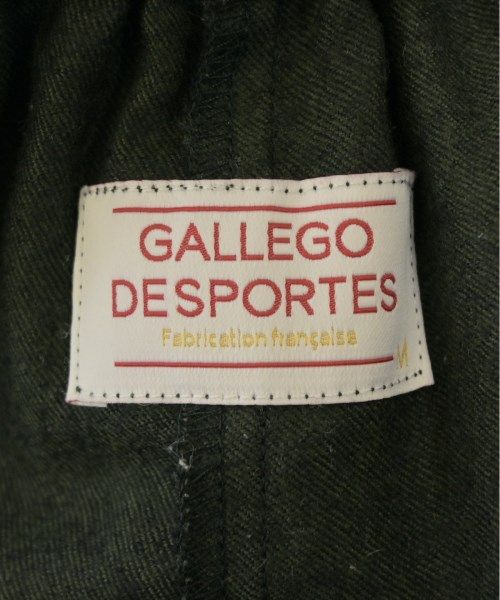 GALLEGO
DESPORTES
Fabrication française
M